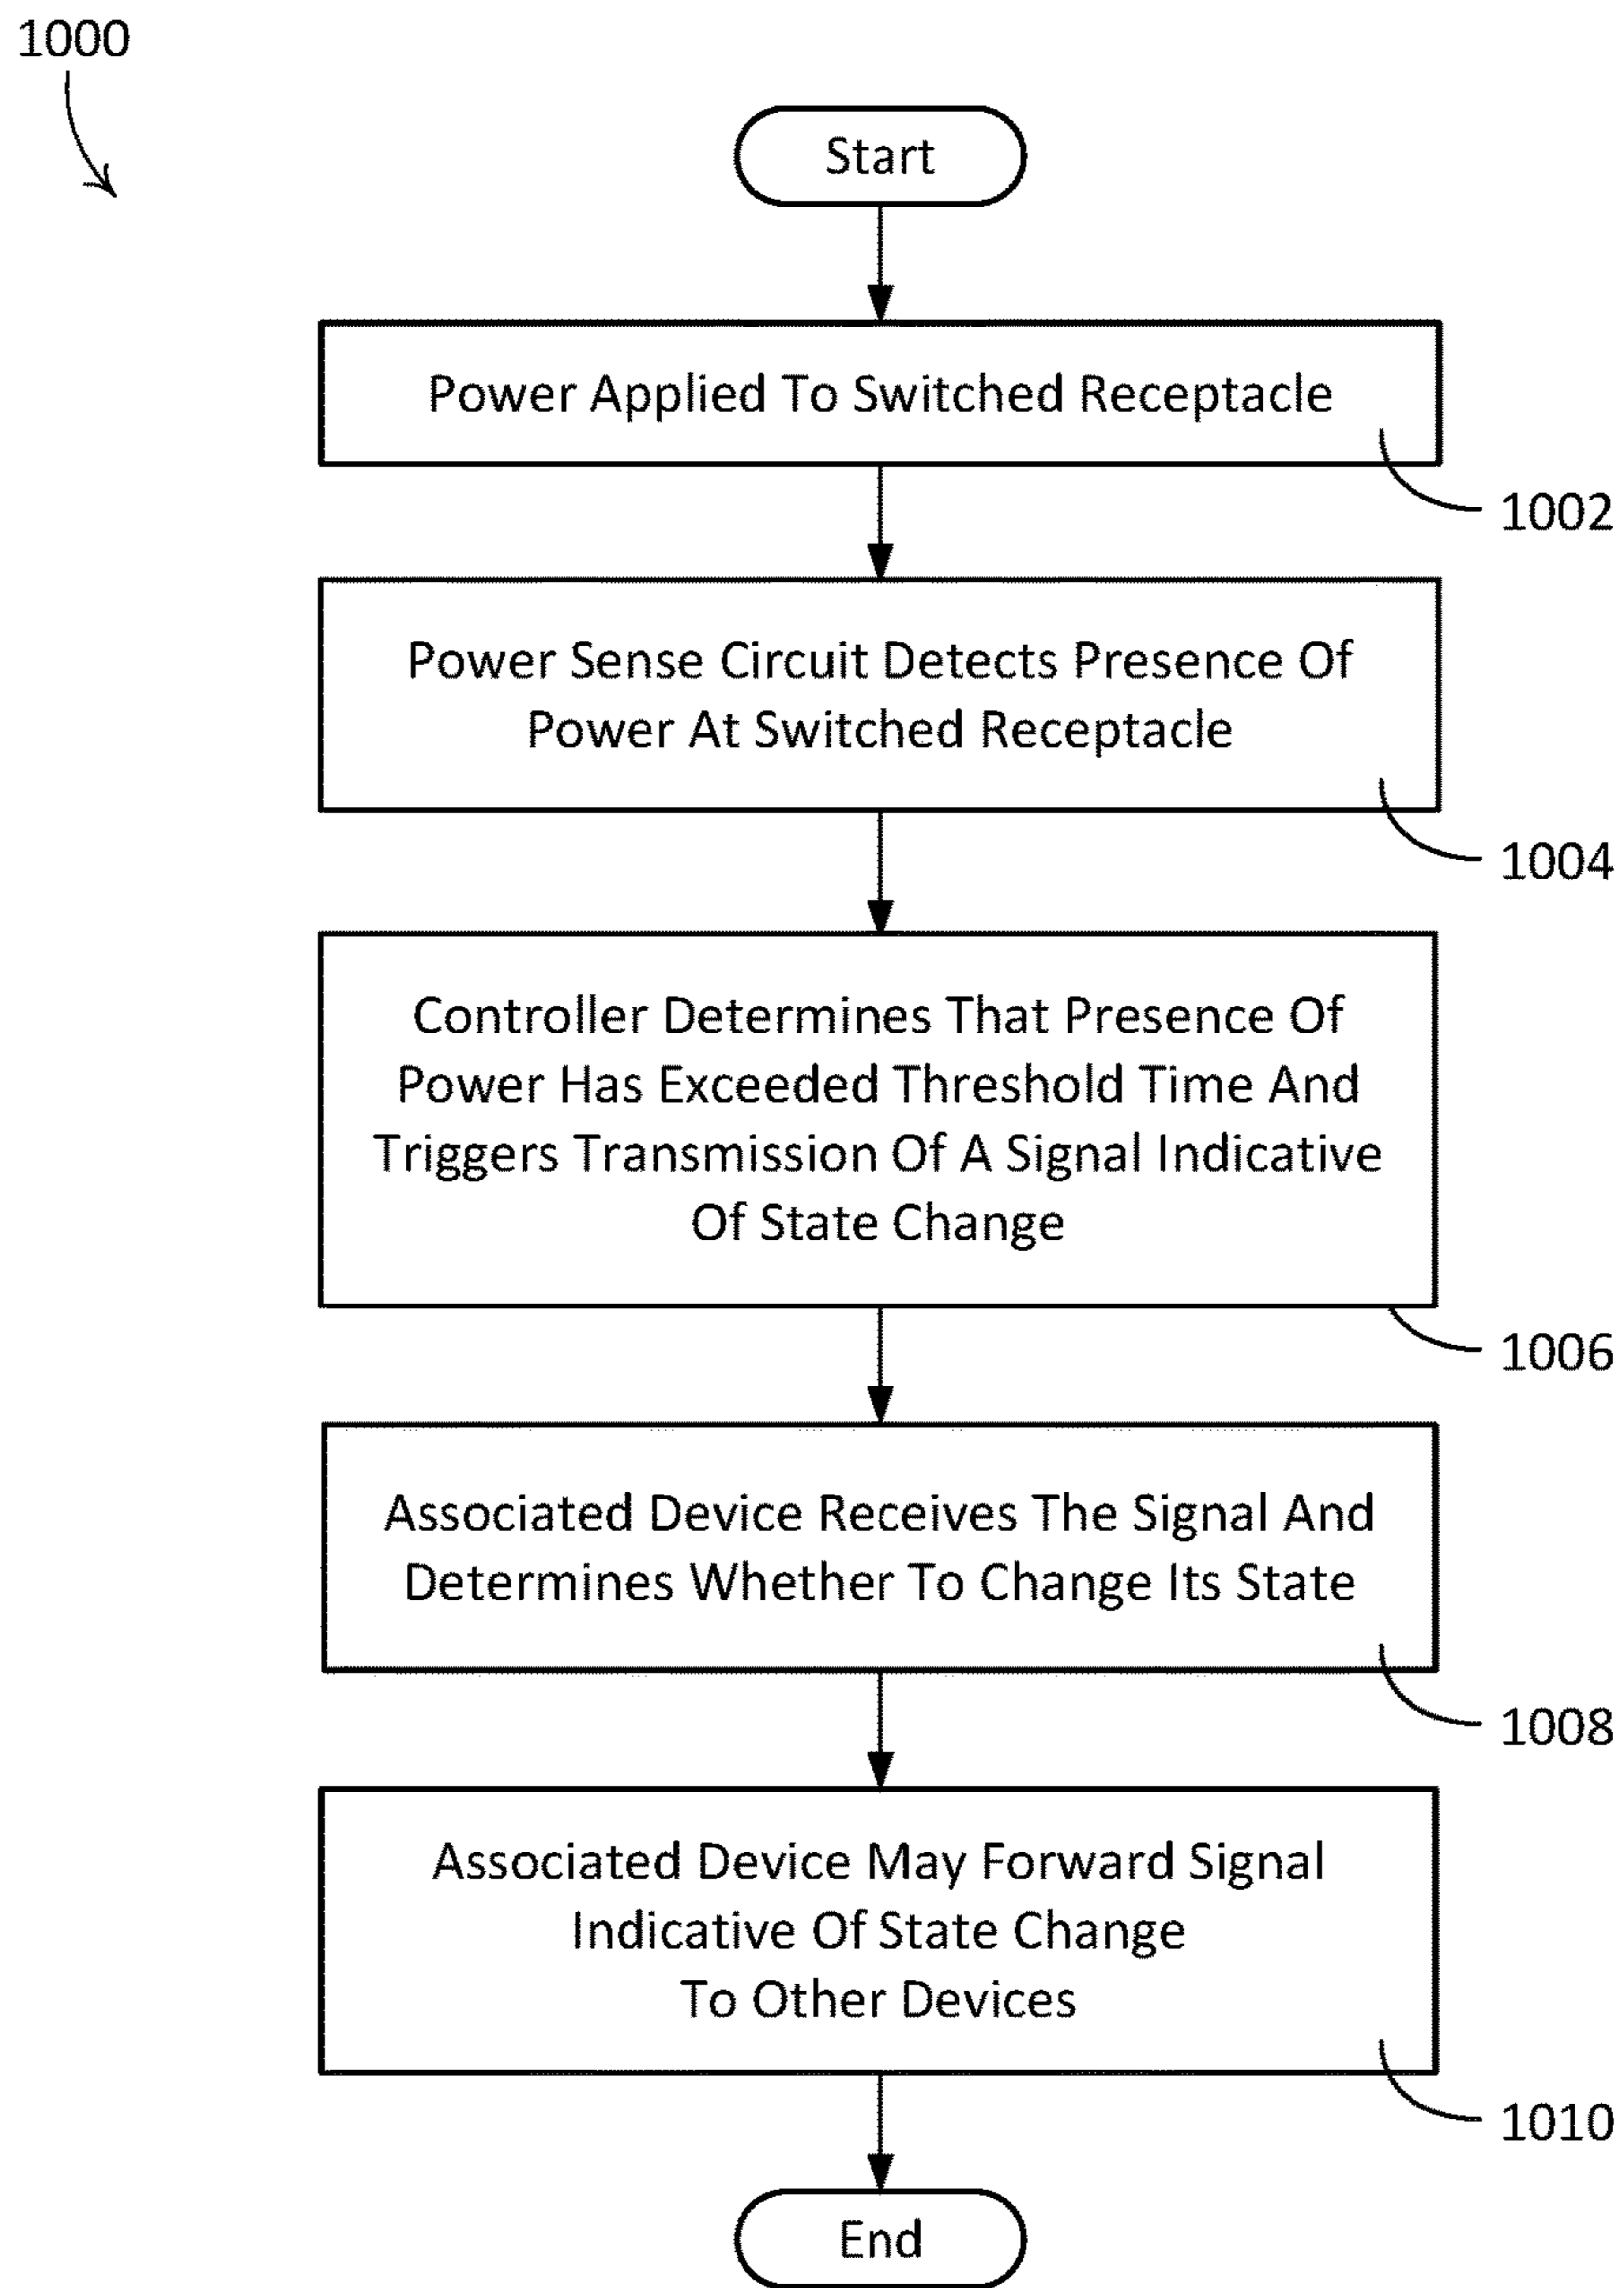 1000
Start
Power Applied To Switched Receptacle
1002
Power Sense Circuit Detects Presence Of
Power At Switched Receptacle
1004
Controller Determines That Presence Of
Power Has Exceeded Threshold Time And
Triggers Transmission Of A Signal Indicative
Of State Change
1006
Associated Device Receives The Signal And
Determines Whether To Change Its State
1008
Associated Device May Forward Signal
Indicative Of State Change
To Other Devices
1010
End